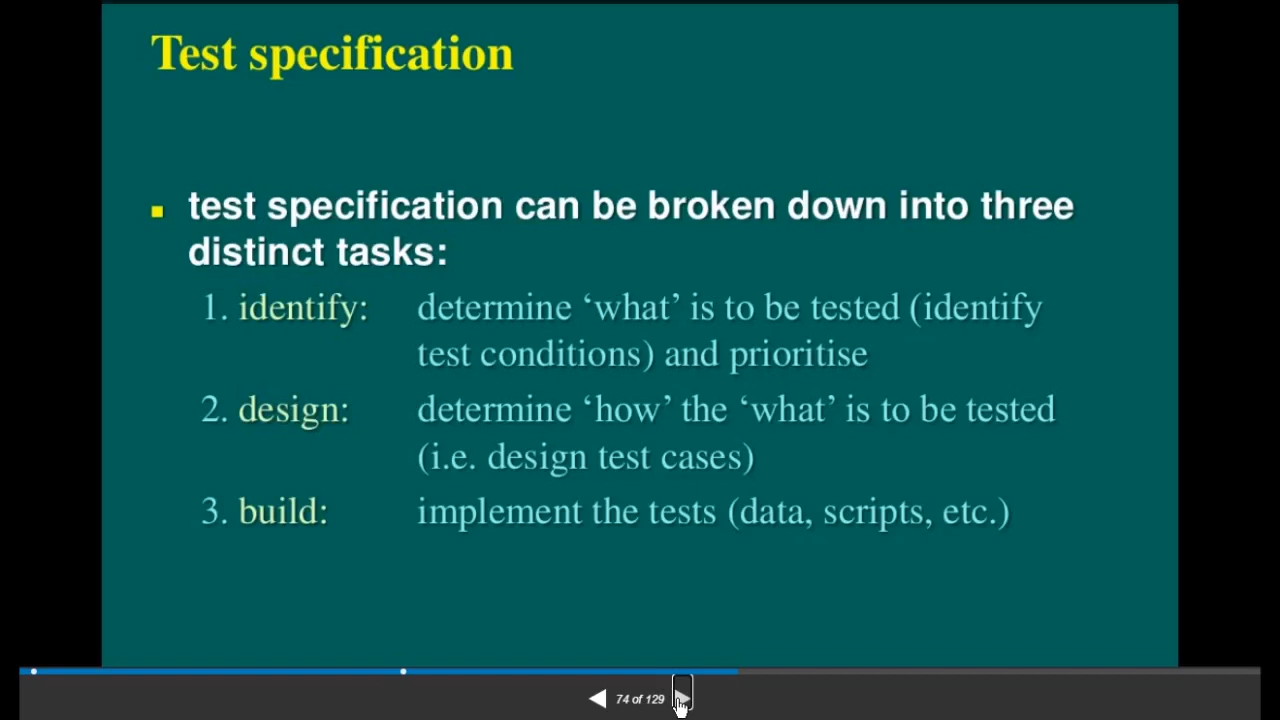 Test specification
test specification can be broken down into three
distinct tasks:
1. identify: determine ‘what’ is to be tested (identify
test conditions) and prioritise
2. design: determine ‘how’ the ‘what’ is to be tested
(i.e. design test cases)
3. build: implement the tests (data, scripts, etc.)
74 of 129